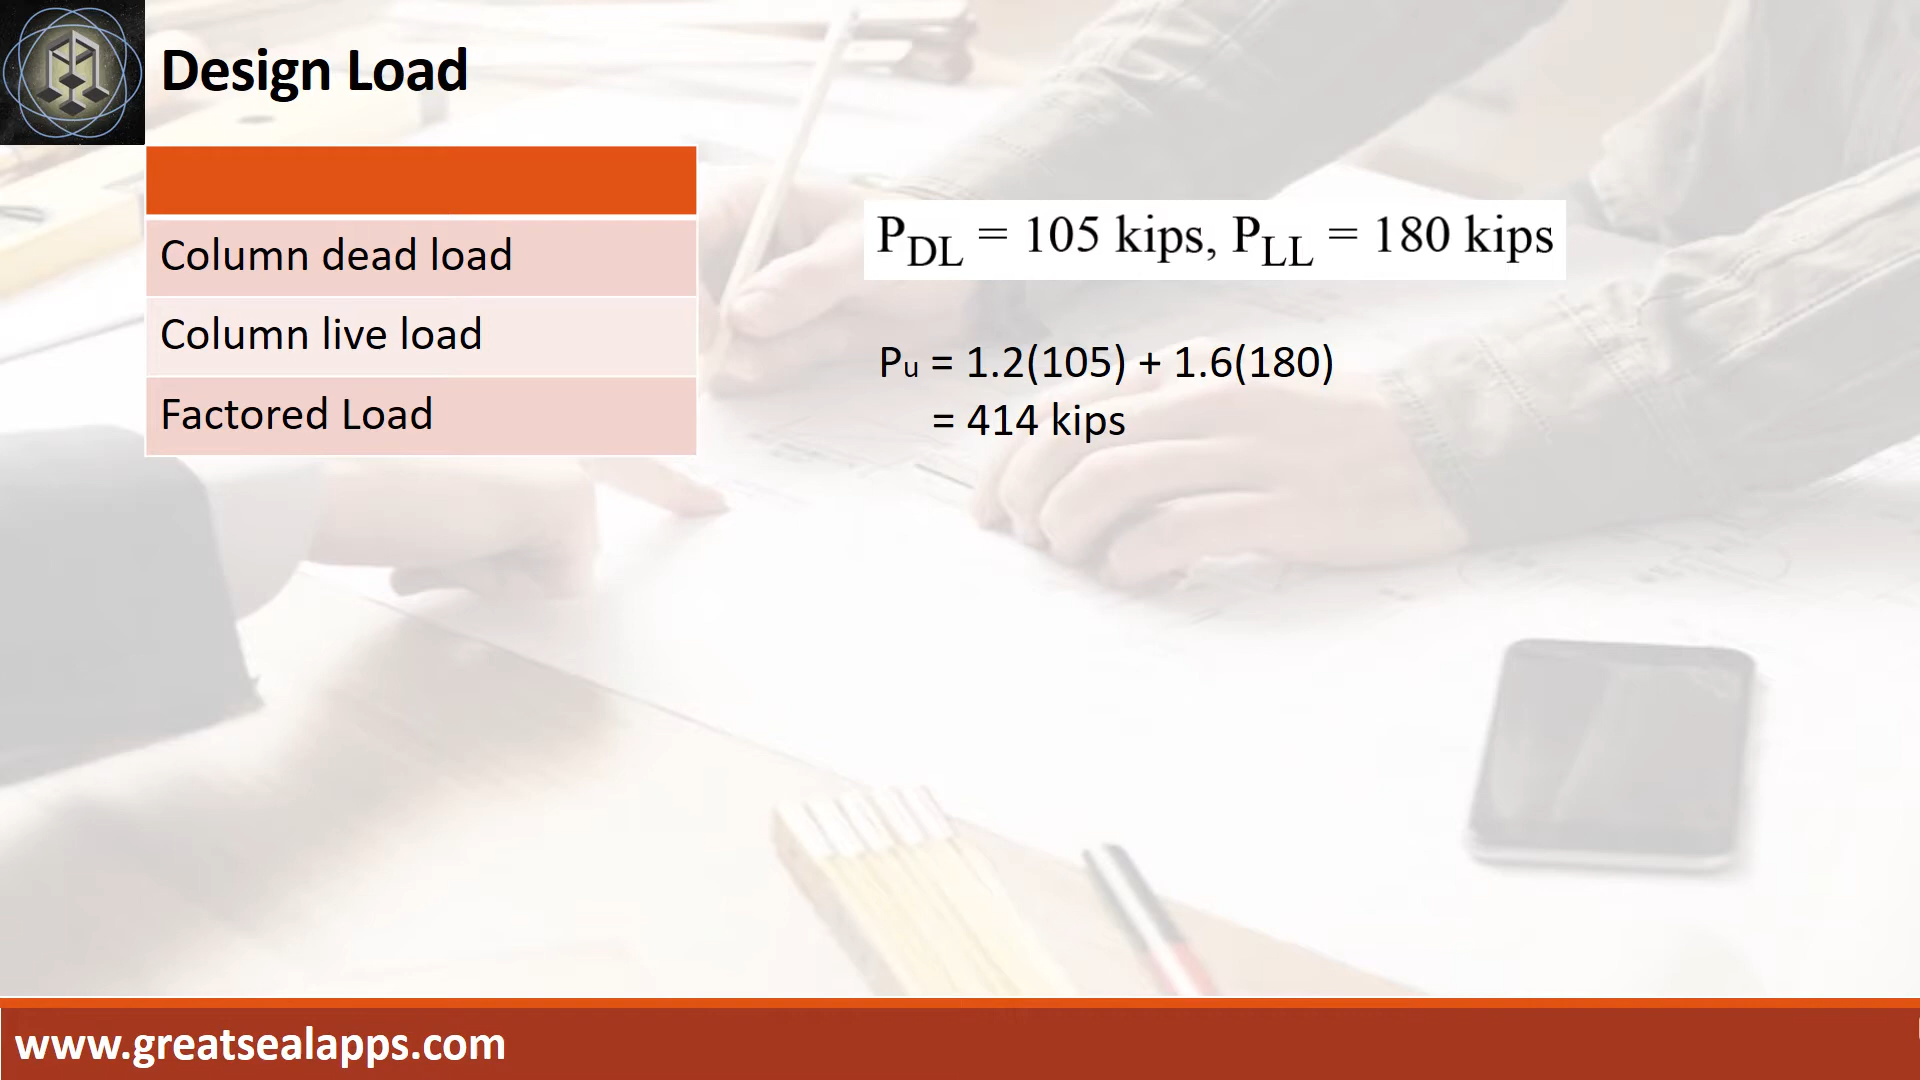 Design Load
Column dead load
Column live load
Factored Load
PDL = 105 kips, PLL = 180 kips
Pu = 1.2(105) + 1.6(180)
= 414 kips
www.greatsealapps.com